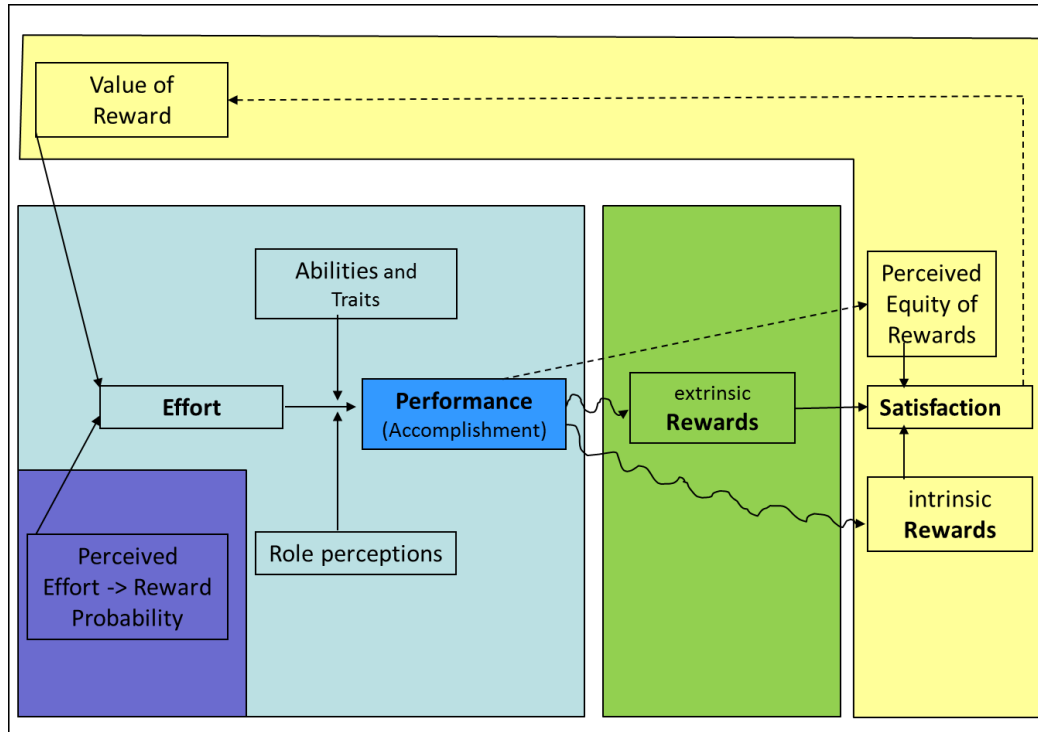 Value of
Reward
Abilities and
Traits
Perceived
Equity of
Rewards
Effort
Performance
(Accomplishment)
extrinsic
Rewards
Satisfaction
intrinsic
Rewards
Role perceptions
Perceived
Effort -> Reward
Probability